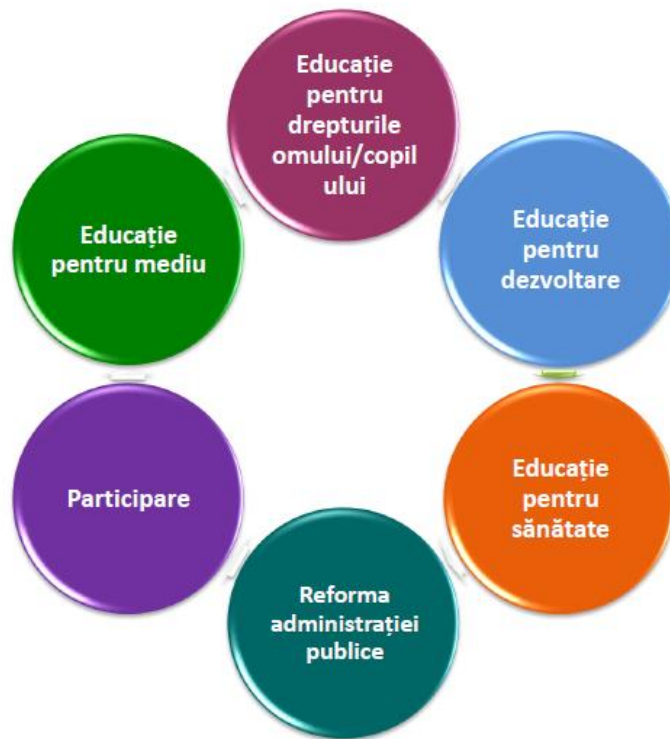 Educație
pentru
drepturile
omului/copil
ului
Educație
pentru
dezvoltare
Educație
pentru
sănătate
Reforma
administrației
publice
Participare
Educație
pentru mediu